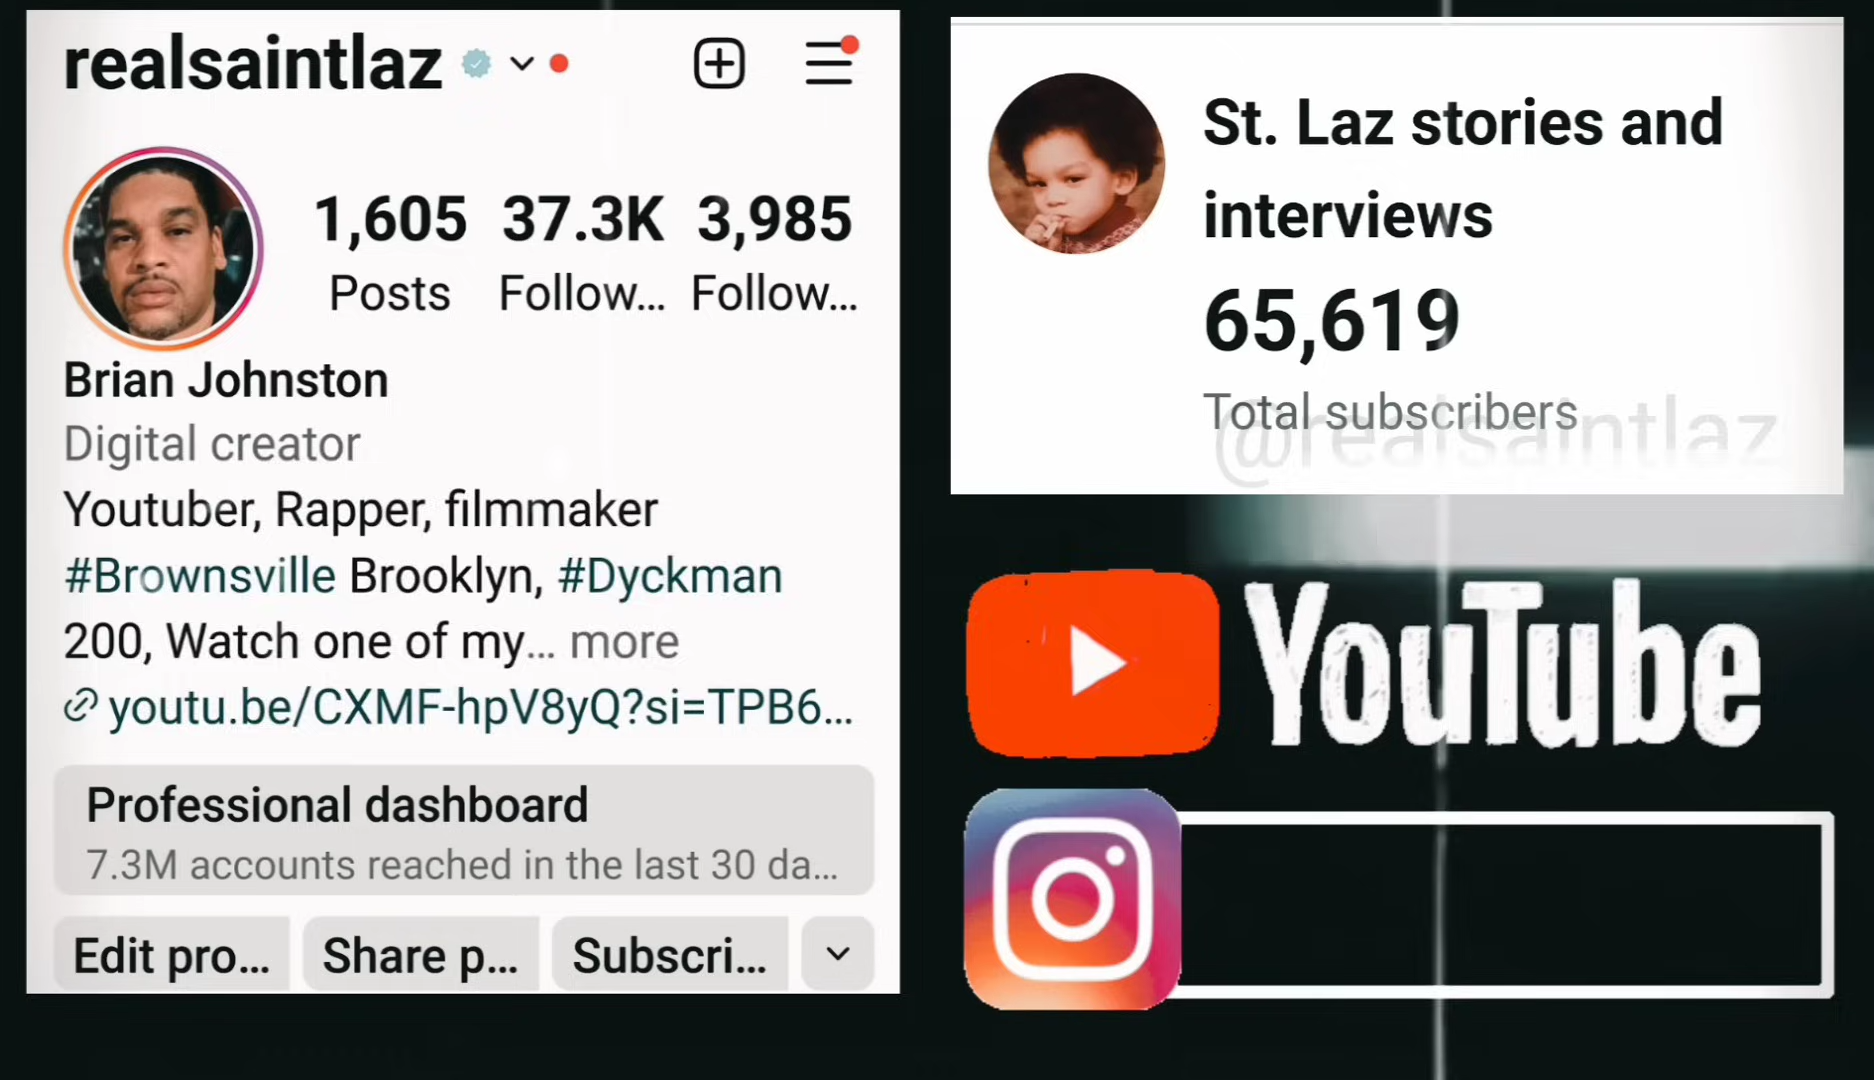 realsaintlaz
1,605 37.3K 3,985
Posts Follow... Follow...
Brian Johnston
Digital creator
Youtuber, Rapper, filmmaker
#Brownsville Brooklyn, #Dyckman
200, Watch one of my... more
youtu.be/CXMF-hpV8yQ?si=TPB6...
Professional dashboard
7.3M accounts reached in the last 30 da...
Edit pro... Share p... Subscri...
St. Laz stories and
interviews
65,619
Total subscribers
@realsaintlaz
YouTube